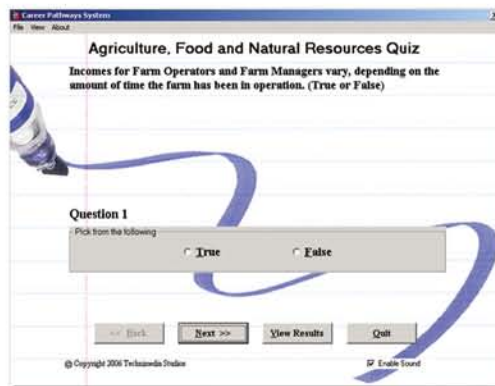 Career Pathways System
File View About
Agriculture, Food and Natural Resources Quiz
Incomes for Farm Operators and Farm Managers vary, depending on the
amount of time the farm has been in operation. (True or False)
Question 1
Pick from the following
True False
<< Back Next >> View Results Quit
@ Copyright 2006 Technimedia Studios Enable Sound